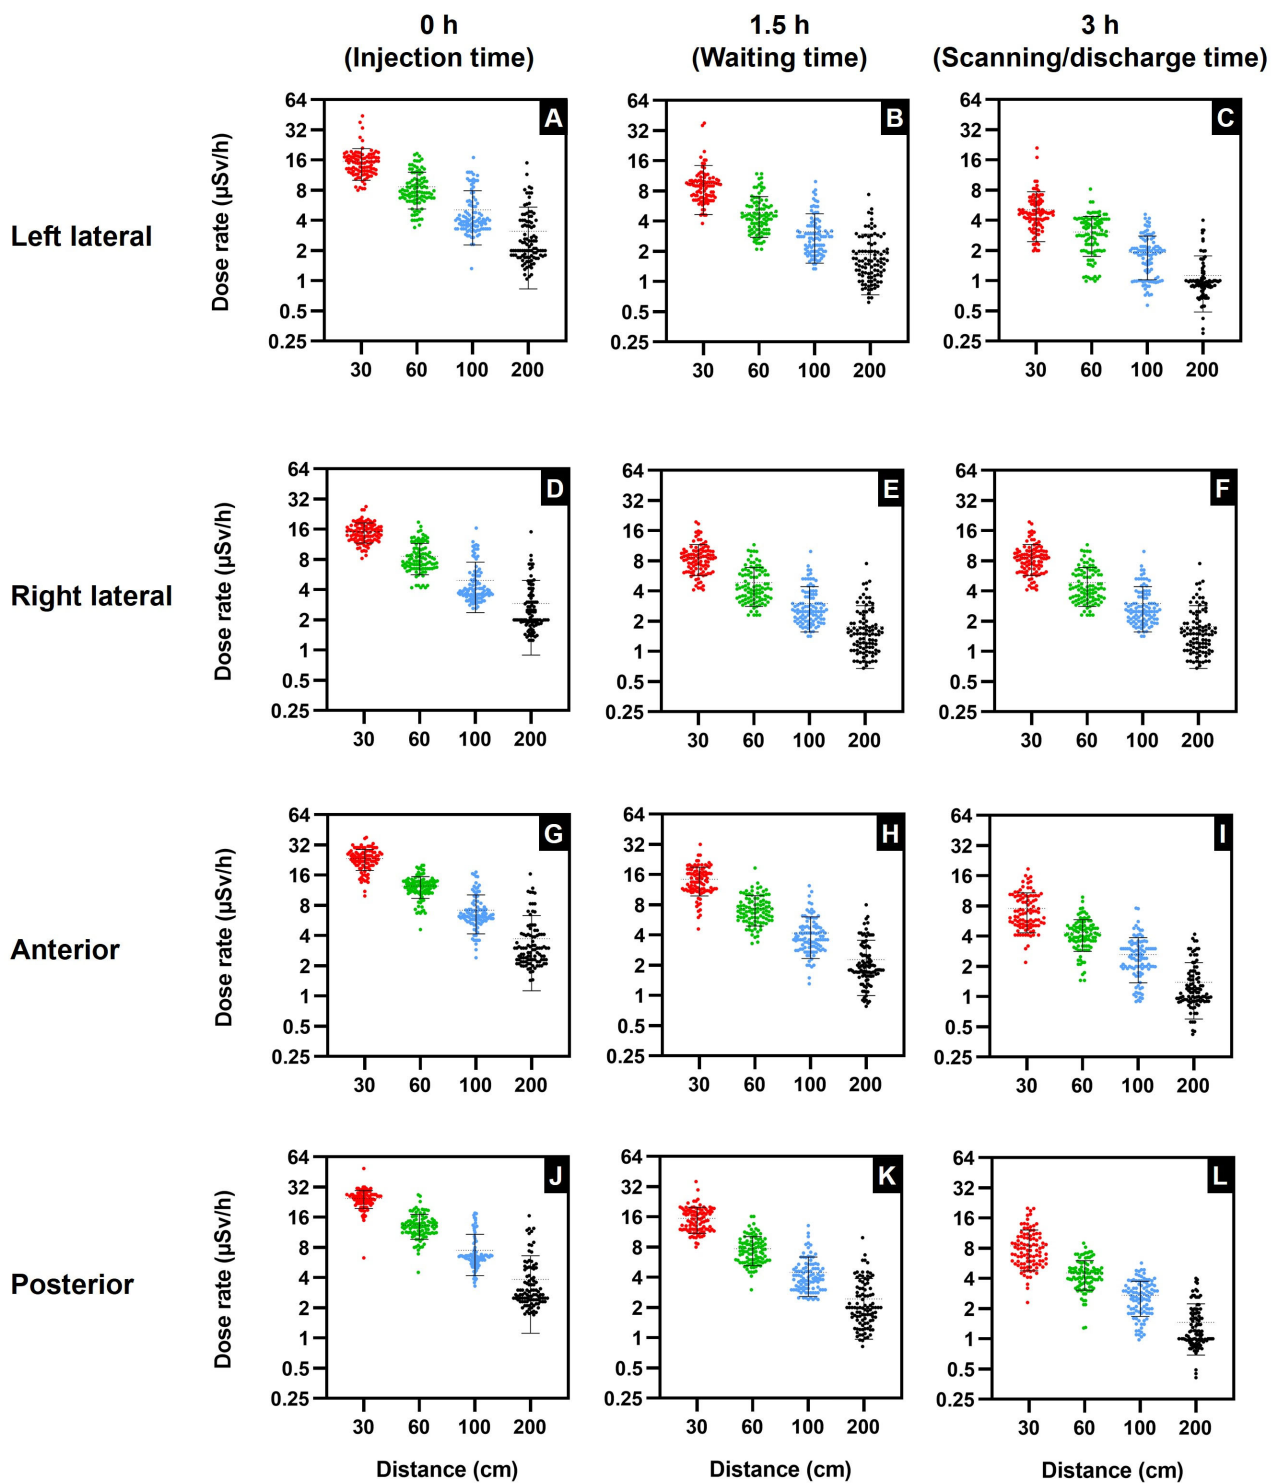 0 h
(Injection time)
1.5 h
(Waiting time)
3 h
(Scanning/discharge time)
Left lateral
Dose rate (µSv/h)
64
32
16
8
4
2
1
0.5
0.25
A
30 60 100 200
64
32
16
8
4
2
1
0.5
0.25
B
30 60 100 200
64
32
16
8
4
2
1
0.5
0.25
C
30 60 100 200
Right lateral
Dose rate (µSv/h)
64
32
16
8
4
2
1
0.5
0.25
D
30 60 100 200
64
32
16
8
4
2
1
0.5
0.25
E
30 60 100 200
64
32
16
8
4
2
1
0.5
0.25
F
30 60 100 200
Anterior
Dose rate (µSv/h)
64
32
16
8
4
2
1
0.5
0.25
G
30 60 100 200
64
32
16
8
4
2
1
0.5
0.25
H
30 60 100 200
64
32
16
8
4
2
1
0.5
0.25
I
30 60 100 200
Posterior
Dose rate (µSv/h)
64
32
16
8
4
2
1
0.5
0.25
J
30 60 100 200
Distance (cm)
64
32
16
8
4
2
1
0.5
0.25
K
30 60 100 200
Distance (cm)
64
32
16
8
4
2
1
0.5
0.25
L
30 60 100 200
Distance (cm)